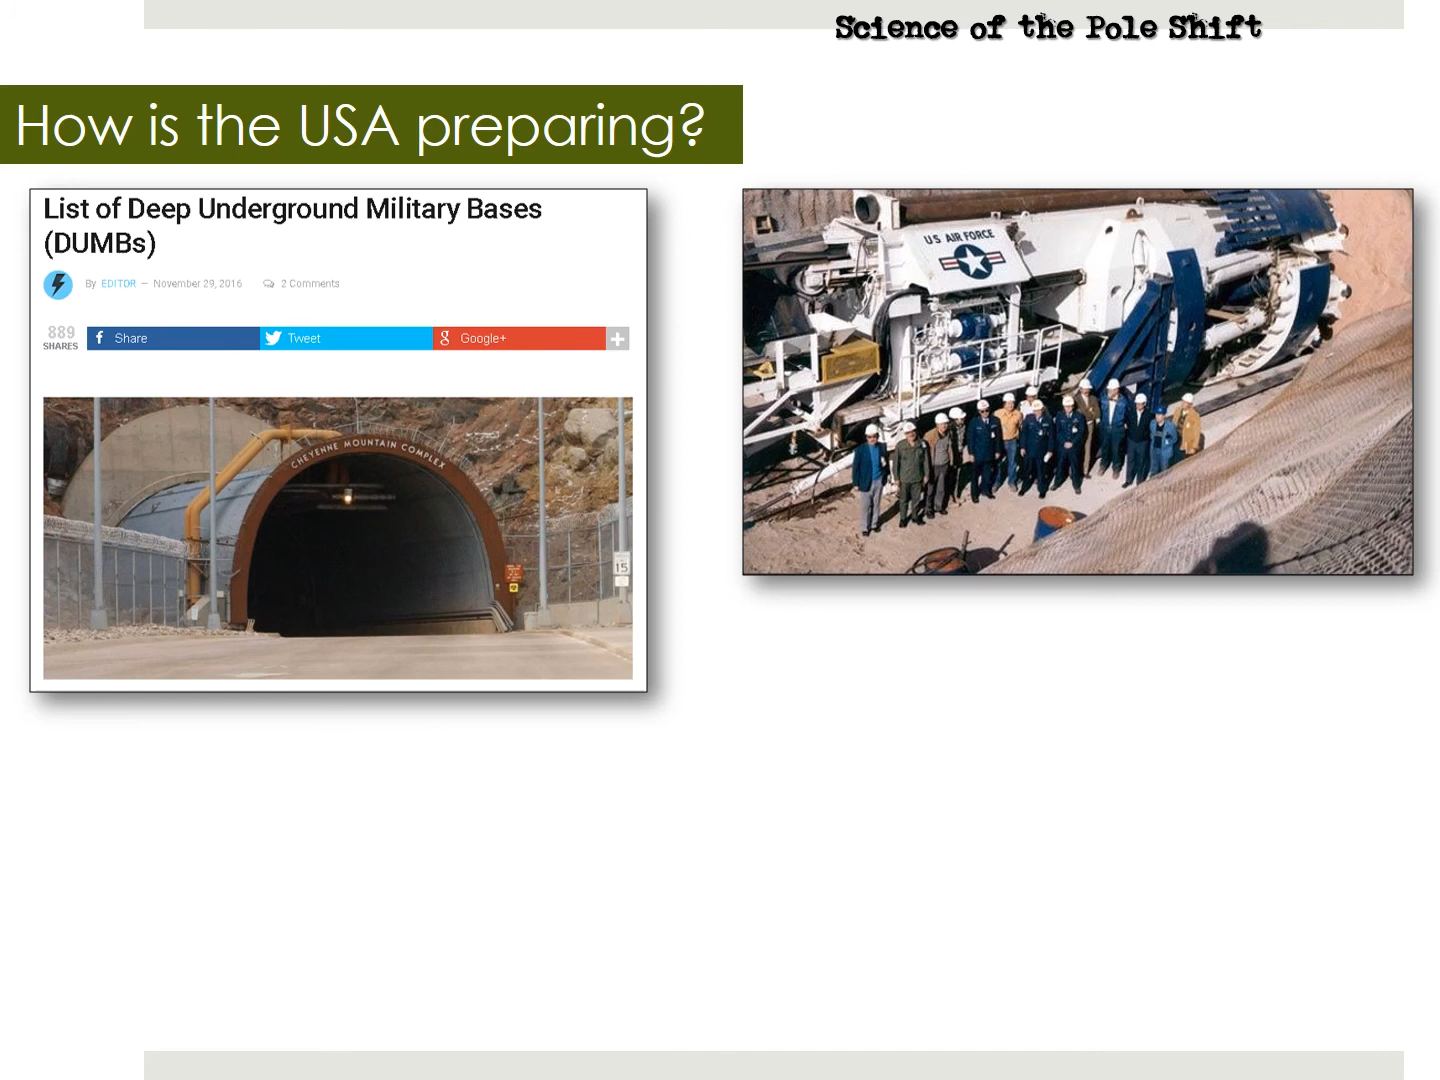 Science of the Pole Shift
How is the USA preparing?
List of Deep Underground Military Bases
(DUMBs)
By EDITOR — November 29, 2016 2 Comments
889
SHARES
Share
Tweet
Google+
CHEYENNE MOUNTAIN COMPLEX
15
U.S. AIR FORCE